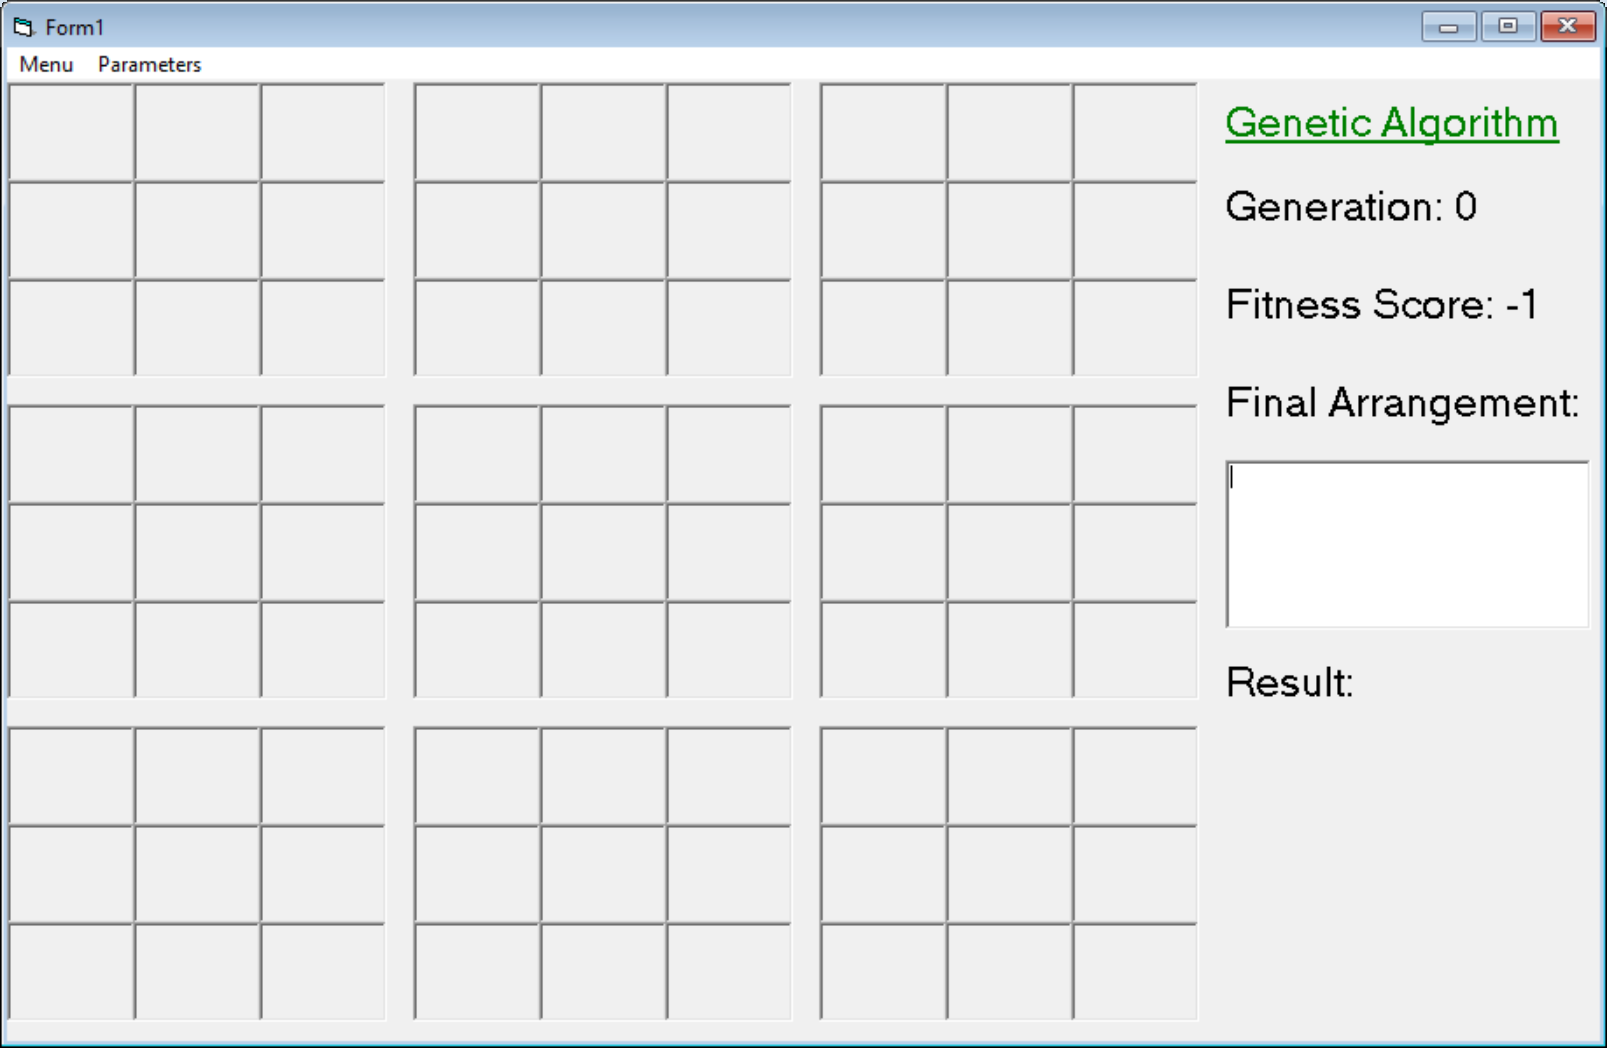 Form1
Menu Parameters
Genetic Algorithm
Generation: 0
Fitness Score: -1
Final Arrangement:
Result: